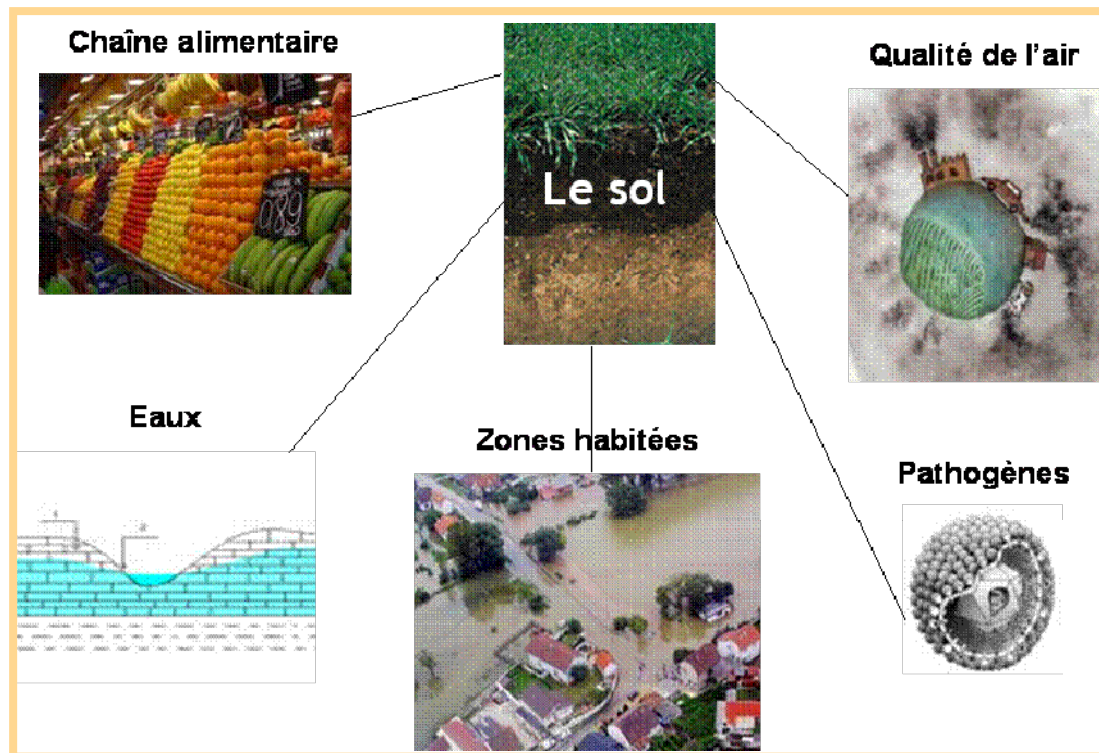 Chaîne alimentaire
Qualité de l'air
Le sol
0,89
Eaux
Zones habitées
Pathogènes